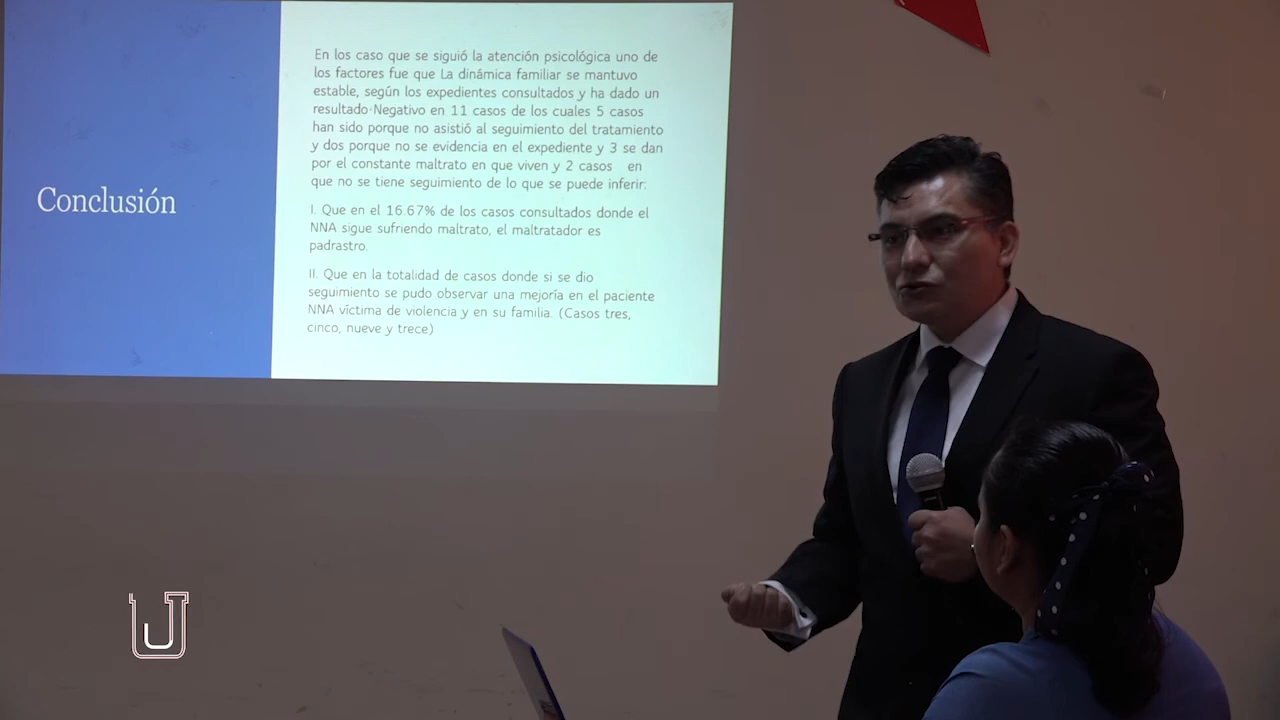 Conclusión
En los caso que se siguió la atención psicológica uno de
los factores fue que La dinámica familiar se mantuvo
estable, según los expedientes consultados y ha dado un
resultado Negativo en 11 casos de los cuales 5 casos
han sido porque no asistió al seguimiento del tratamiento
y dos porque no se evidencia en el expediente y 3 se dan
por el constante maltrato en que viven y 2 casos en
que no se tiene seguimiento de lo que se puede inferir:
I. Que en el 16.67% de los casos consultados donde el
NNA sigue sufriendo maltrato, el maltratador es
padrastro.
II. Que en la totalidad de casos donde si se dio
seguimiento se pudo observar una mejoría en el paciente
NNA víctima de violencia y en su familia. (Casos tres,
cinco, nueve y trece)
U